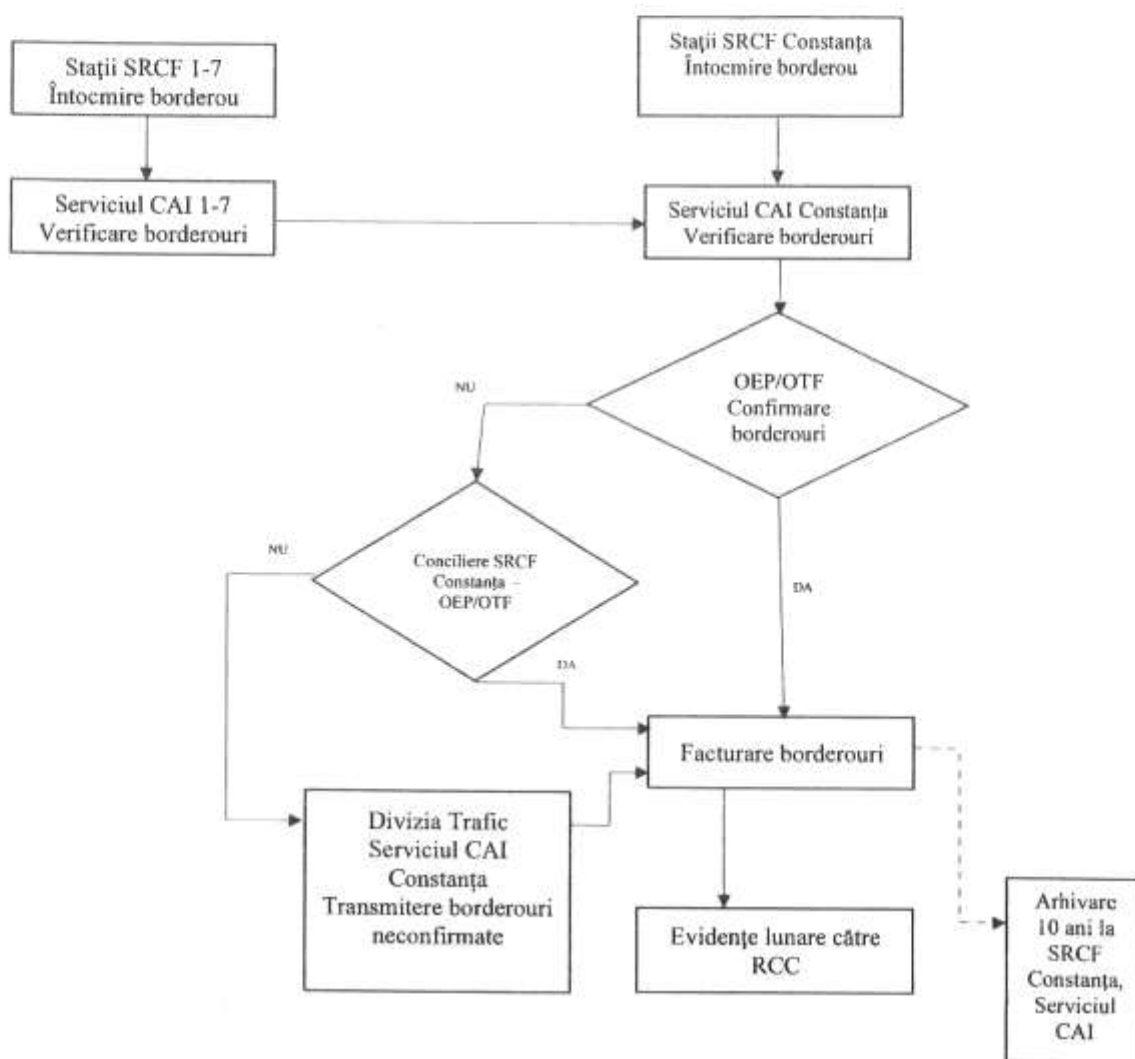 Stații SRCF 1-7
Întocmire borderou
Stații SRCF Constanța
Întocmire borderou
Serviciul CAI 1-7
Verificare borderouri
Serviciul CAI Constanța
Verificare borderouri
OEP/OTF
Confirmare
borderouri
NU
NU
Conciliere SRCF
Constanța –
OEP/OTF
DA
DA
Facturare borderouri
Divizia Trafic
Serviciul CAI
Constanța
Transmitere borderouri
neconfirmate
Evidențe lunare către
RCC
Arhivare
10 ani la
SRCF
Constanța,
Serviciul
CAI